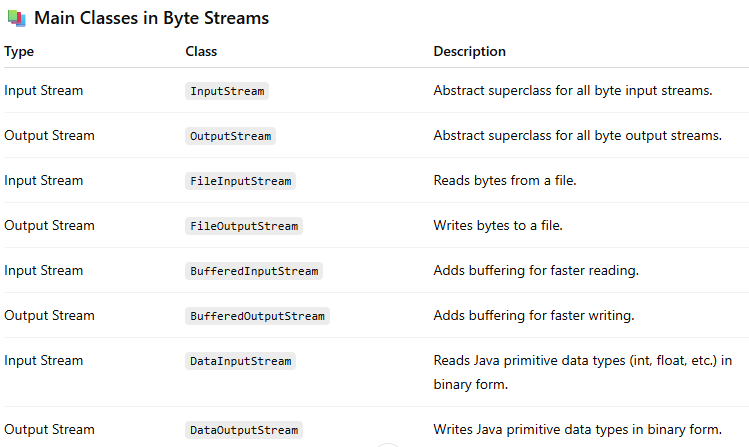 Main Classes in Byte Streams
Type Class Description
Input Stream InputStream Abstract superclass for all byte input streams.
Output Stream OutputStream Abstract superclass for all byte output streams.
Input Stream FileInputStream Reads bytes from a file.
Output Stream FileOutputStream Writes bytes to a file.
Input Stream BufferedInputStream Adds buffering for faster reading.
Output Stream BufferedOutputStream Adds buffering for faster writing.
Input Stream DataInputStream Reads Java primitive data types (int, float, etc.) in
binary form.
Output Stream DataOutputStream Writes Java primitive data types in binary form.